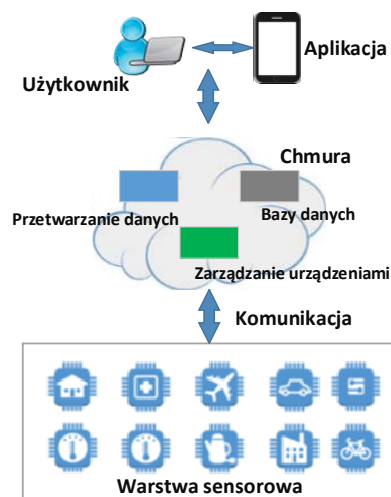 Aplikacja
Użytkownik
Chmura
Przetwarzanie danych
Bazy danych
Zarządzanie urządzeniami
Komunikacja
Warstwa sensorowa